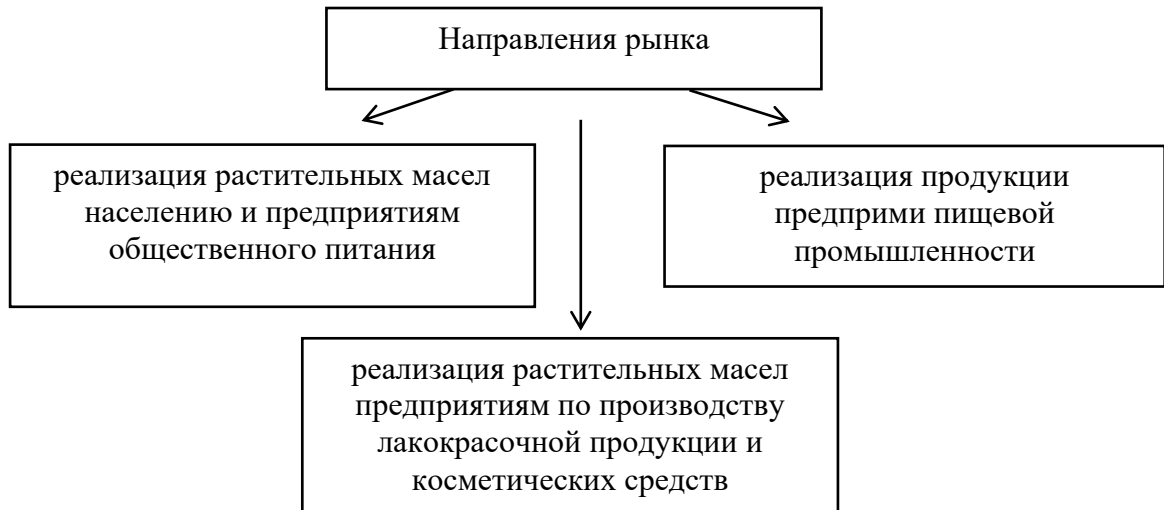 Направления рынка
реализация растительных масел
населению и предприятиям
общественного питания
реализация продукции
предприми пищевой
промышленности
реализация растительных масел
предприятиям по производству
лакокрасочной продукции и
косметических средств